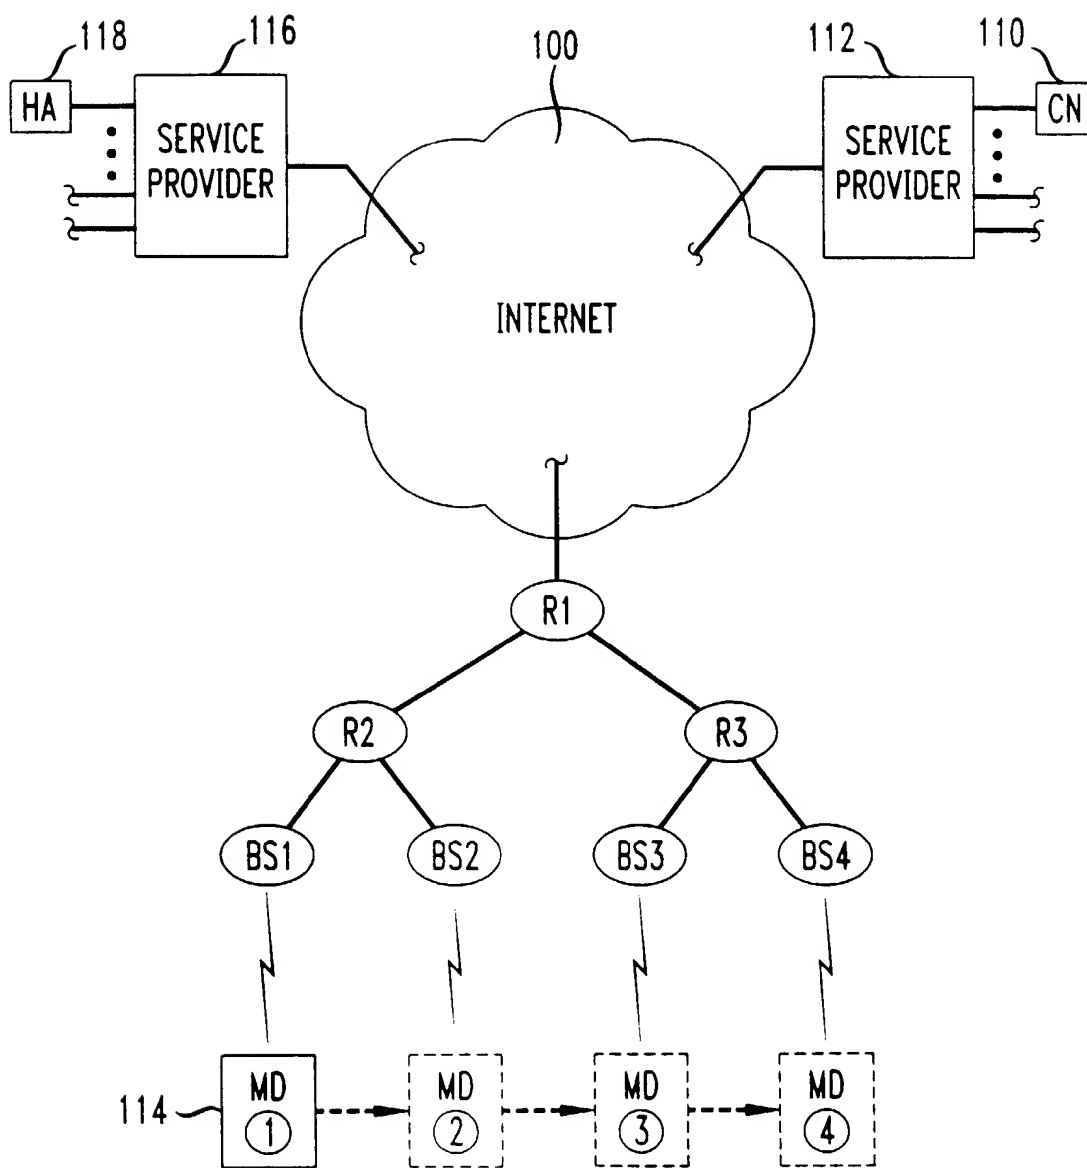 118
116
100
112
110
HA
SERVICE
PROVIDER
SERVICE
PROVIDER
CN
INTERNET
R1
R2
R3
BS1
BS2
BS3
BS4
114
MD
1
MD
2
MD
3
MD
4